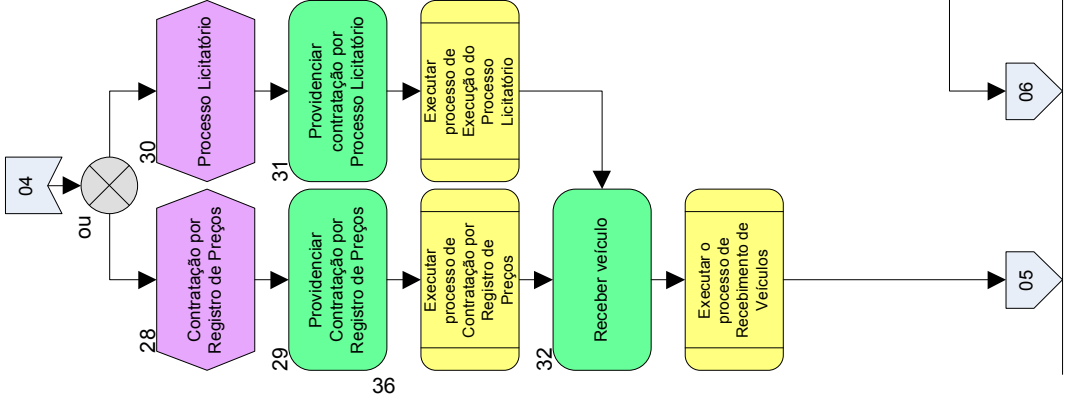 04
ou
28
Contratação por
Registro de Preços
30
Processo Licitatório
29
Providenciar
Contratação por
Registro de Preços
31
Providenciar
contratação por
Processo Licitatório
36
Executar
processo de
Contratação por
Registro de
Preços
Executar
processo de
Execução do
Processo
Licitatório
32
Receber veículo
Executar o
processo de
Recebimento de
Veículos
05
06